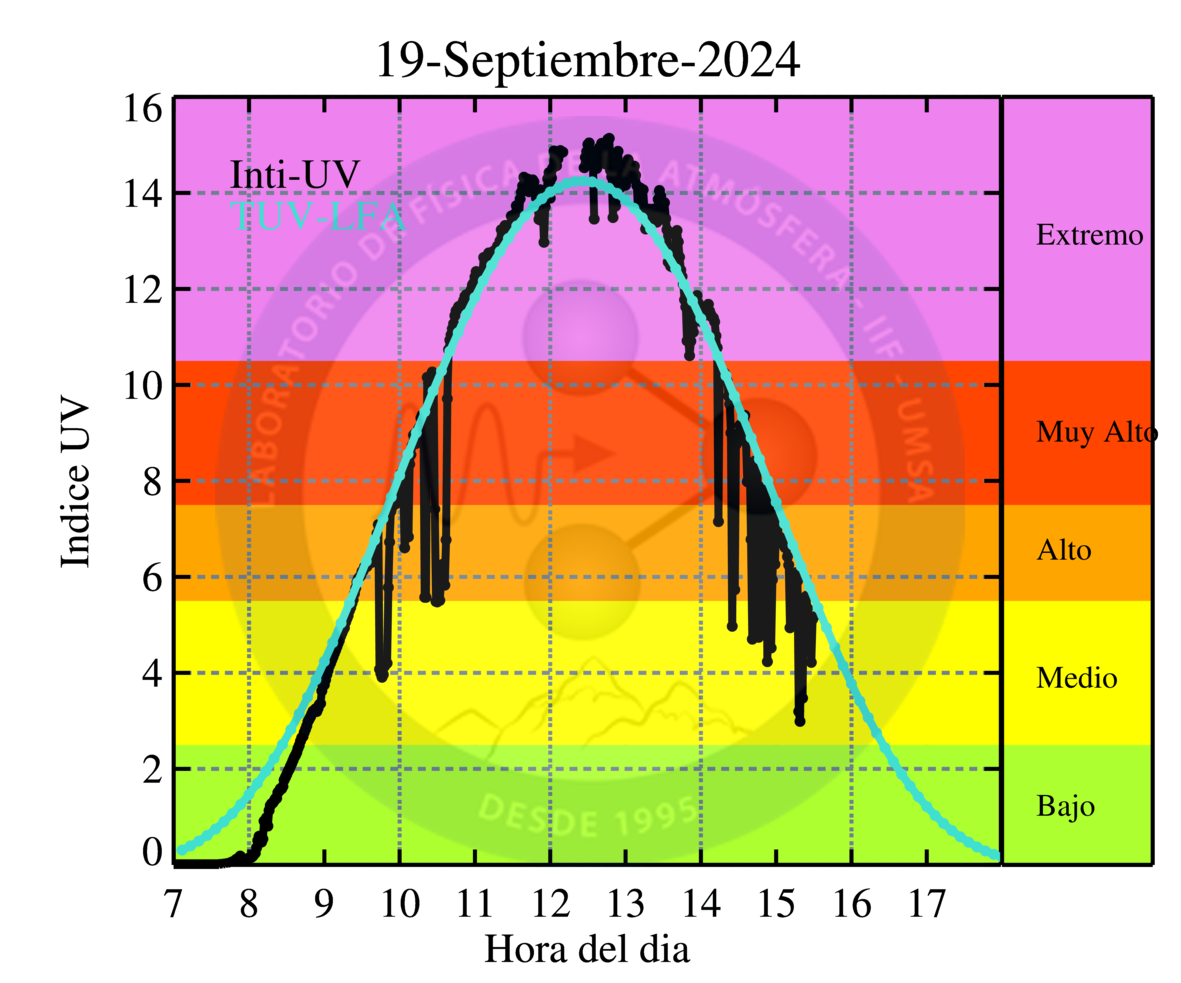 19-Septiembre-2024
Inti-UV
TUV-LFA
LABORATORIO DE FÍSICA DE LA ATMÓSFERA - IIF - UMSA
DESDE 1995
Indice UV
16
14
12
10
8
6
4
2
0
Extremo
Muy Alto
Alto
Medio
Bajo
7 8 9 10 11 12 13 14 15 16 17
Hora del dia